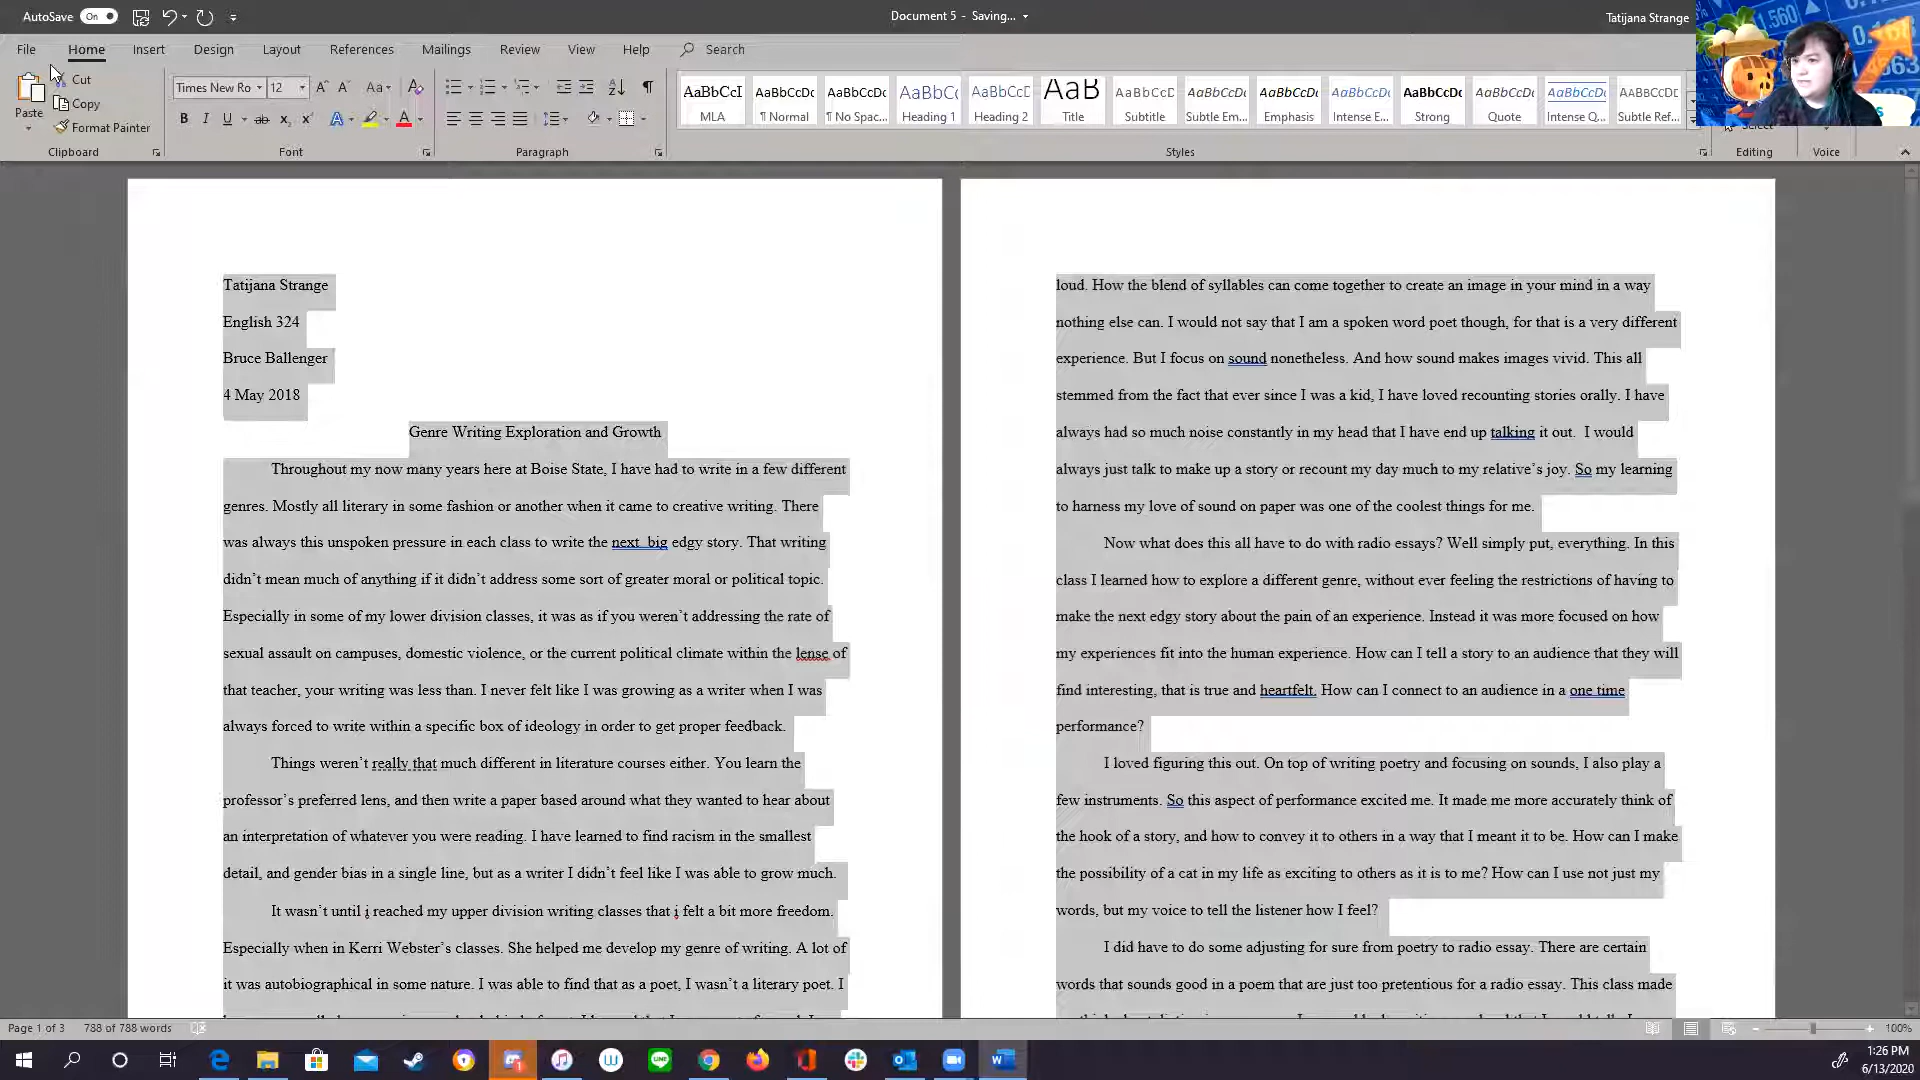 AutoSave On Document 5 - Saving... Tatijana Strange
File Home Insert Design Layout References Mailings Review View Help Search
Paste Cut Copy Format Painter
Times New Ro 12
AaBbCcI AaBbCcDc AaBbCcDc AaBbC AaBbCcD AaB AaBbCcD AaBbCcDc AaBbCcDc AaBbCcDc AaBbCcDc AaBbCcDc AaBbCcDc AABBCCDE
MLA ¶ Normal ¶ No Spac... Heading 1 Heading 2 Title Subtitle Subtle Em... Emphasis Intense E... Strong Quote Intense Q... Subtle Ref... Select
Clipboard Font Paragraph Styles Editing Voice
Tatijana Strange
English 324
Bruce Ballenger
4 May 2018
Genre Writing Exploration and Growth
Throughout my now many years here at Boise State, I have had to write in a few different
genres. Mostly all literary in some fashion or another when it came to creative writing. There
was always this unspoken pressure in each class to write the next  big edgy story. That writing
didn’t mean much of anything if it didn’t address some sort of greater moral or political topic.
Especially in some of my lower division classes, it was as if you weren’t addressing the rate of
sexual assault on campuses, domestic violence, or the current political climate within the lense of
that teacher, your writing was less than. I never felt like I was growing as a writer when I was
always forced to write within a specific box of ideology in order to get proper feedback.
Things weren’t really that much different in literature courses either. You learn the
professor’s preferred lens, and then write a paper based around what they wanted to hear about
an interpretation of whatever you were reading. I have learned to find racism in the smallest
detail, and gender bias in a single line, but as a writer I didn’t feel like I was able to grow much.
It wasn’t until i reached my upper division writing classes that i felt a bit more freedom.
Especially when in Kerri Webster’s classes. She helped me develop my genre of writing. A lot of
it was autobiographical in some nature. I was able to find that as a poet, I wasn’t a literary poet. I
loud. How the blend of syllables can come together to create an image in your mind in a way
nothing else can. I would not say that I am a spoken word poet though, for that is a very different
experience. But I focus on sound nonetheless. And how sound makes images vivid. This all
stemmed from the fact that ever since I was a kid, I have loved recounting stories orally. I have
always had so much noise constantly in my head that I have end up talking it out.  I would
always just talk to make up a story or recount my day much to my relative’s joy. So my learning
to harness my love of sound on paper was one of the coolest things for me.
Now what does this all have to do with radio essays? Well simply put, everything. In this
class I learned how to explore a different genre, without ever feeling the restrictions of having to
make the next edgy story about the pain of an experience. Instead it was more focused on how
my experiences fit into the human experience. How can I tell a story to an audience that they will
find interesting, that is true and heartfelt. How can I connect to an audience in a one time
performance?
I loved figuring this out. On top of writing poetry and focusing on sounds, I also play a
few instruments. So this aspect of performance excited me. It made me more accurately think of
the hook of a story, and how to convey it to others in a way that I meant it to be. How can I make
the possibility of a cat in my life as exciting to others as it is to me? How can I use not just my
words, but my voice to tell the listener how I feel?
I did have to do some adjusting for sure from poetry to radio essay. There are certain
words that sounds good in a poem that are just too pretentious for a radio essay. This class made
Page 1 of 3 788 of 788 words 100%
1:26 PM
6/13/2020